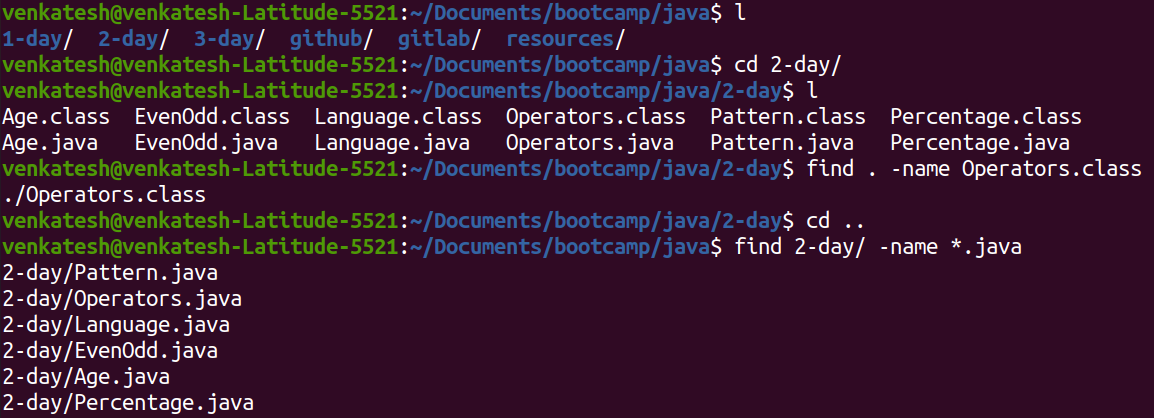 venkatesh@venkatesh-Latitude-5521:~/Documents/bootcamp/java$ l
1-day/  2-day/  3-day/  github/  gitlab/  resources/
venkatesh@venkatesh-Latitude-5521:~/Documents/bootcamp/java$ cd 2-day/
venkatesh@venkatesh-Latitude-5521:~/Documents/bootcamp/java/2-day$ l
Age.class  EvenOdd.class  Language.class  Operators.class  Pattern.class  Percentage.class
Age.java   EvenOdd.java   Language.java   Operators.java   Pattern.java   Percentage.java
venkatesh@venkatesh-Latitude-5521:~/Documents/bootcamp/java/2-day$ find . -name Operators.class
./Operators.class
venkatesh@venkatesh-Latitude-5521:~/Documents/bootcamp/java/2-day$ cd ..
venkatesh@venkatesh-Latitude-5521:~/Documents/bootcamp/java$ find 2-day/ -name *.java
2-day/Pattern.java
2-day/Operators.java
2-day/Language.java
2-day/EvenOdd.java
2-day/Age.java
2-day/Percentage.java